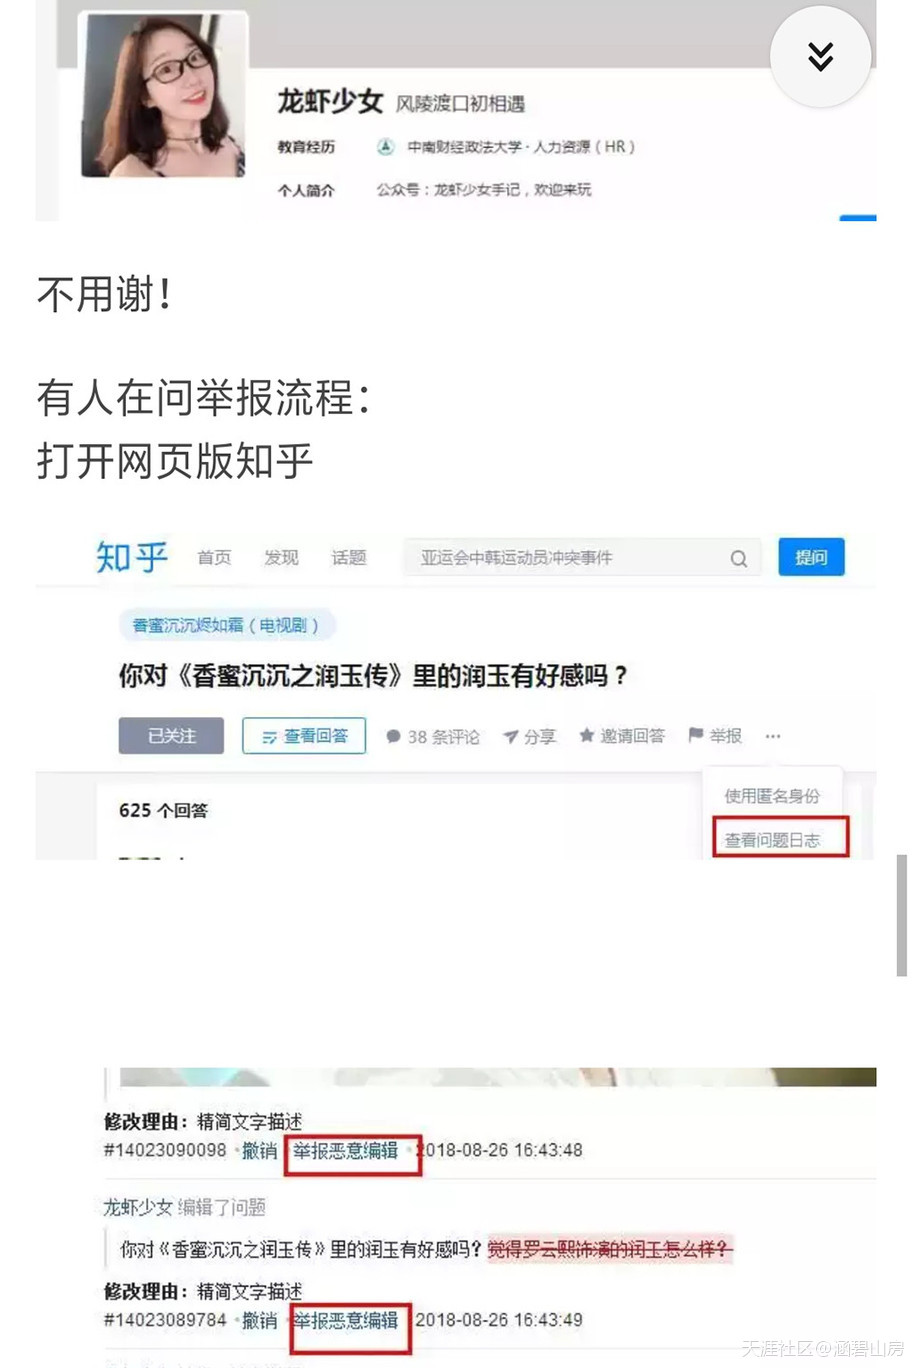 龙虾少女 风陵渡口初相遇
教育经历 中南财经政法大学 · 人力资源（HR）
个人简介 公众号：龙虾少女手记，欢迎来玩
不用谢！
有人在问举报流程：
打开网页版知乎
知乎 首页 发现 话题 亚运会中韩运动员冲突事件 提问
香蜜沉沉烬如霜（电视剧）
你对《香蜜沉沉之润玉传》里的润玉有好感吗？
已关注 查看回答 38 条评论 分享 邀请回答 举报 ···
使用匿名身份
625 个回答
查看问题日志
修改理由：精简文字描述
#14023090098 · 撤销 · 举报恶意编辑 · 2018-08-26 16:43:48
龙虾少女 编辑了问题
你对《香蜜沉沉之润玉传》里的润玉有好感吗？觉得罗云熙饰演的润玉怎么样？
修改理由：精简文字描述
#14023089784 · 撤销 · 举报恶意编辑 · 2018-08-26 16:43:49
天涯社区@涵碧山房